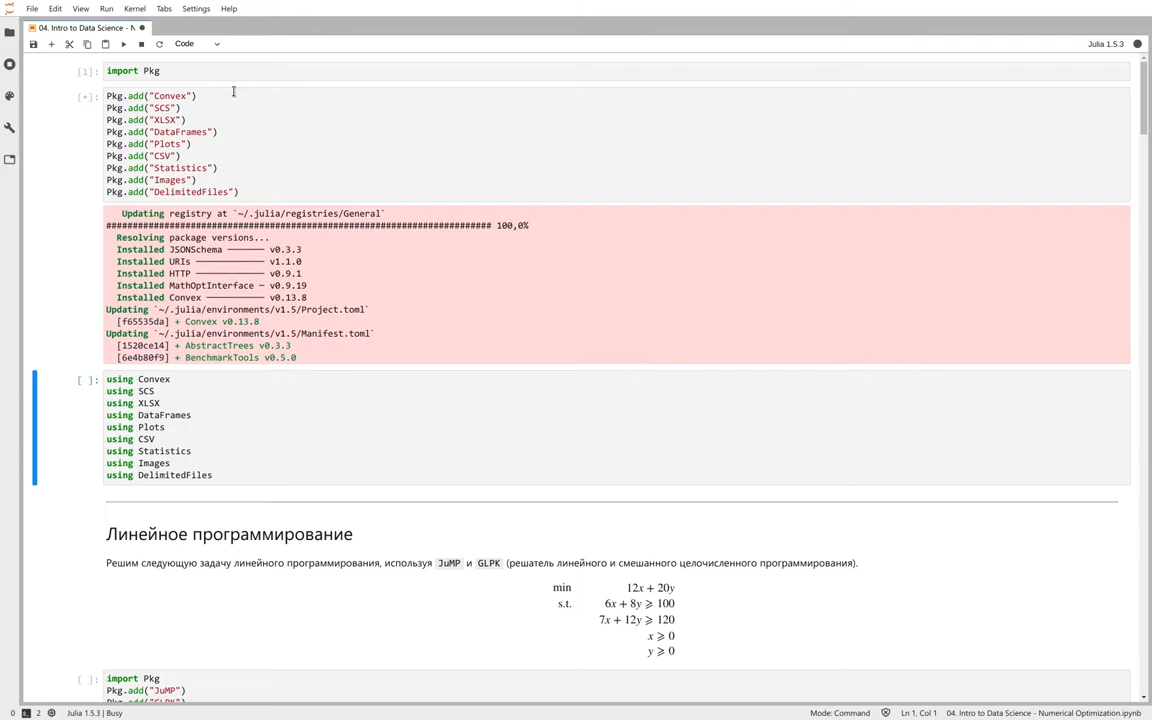 File Edit View Run Kernel Tabs Settings Help
04. Intro to Data Science - N
Code
Julia 1.5.3
[1]: import Pkg
[*]: Pkg.add("Convex")
Pkg.add("SCS")
Pkg.add("XLSX")
Pkg.add("DataFrames")
Pkg.add("Plots")
Pkg.add("CSV")
Pkg.add("Statistics")
Pkg.add("Images")
Pkg.add("DelimitedFiles")
Updating registry at `~/.julia/registries/General`
######################################################################### 100,0%
Resolving package versions...
Installed JSONSchema ─────── v0.3.3
Installed URIs ───────────── v1.1.0
Installed HTTP ───────────── v0.9.1
Installed MathOptInterface ─ v0.9.19
Installed Convex ─────────── v0.13.8
Updating `~/.julia/environments/v1.5/Project.toml`
[f65535da] + Convex v0.13.8
Updating `~/.julia/environments/v1.5/Manifest.toml`
[1520ce14] + AbstractTrees v0.3.3
[6e4b80f9] + BenchmarkTools v0.5.0
[ ]: using Convex
using SCS
using XLSX
using DataFrames
using Plots
using CSV
using Statistics
using Images
using DelimitedFiles
Линейное программирование
Решим следующую задачу линейного программирования, используя JuMP и GLPK (решатель линейного и смешанного целочисленного программирования).
min 12x + 20y
s.t. 6x + 8y ⩾ 100
7x + 12y ⩾ 120
x ⩾ 0
y ⩾ 0
[ ]: import Pkg
Pkg.add("JuMP")
Pkg.add("GLPK")
0 2 Julia 1.5.3 | Busy Mode: Command Ln 1, Col 1 04. Intro to Data Science - Numerical Optimization.ipynb